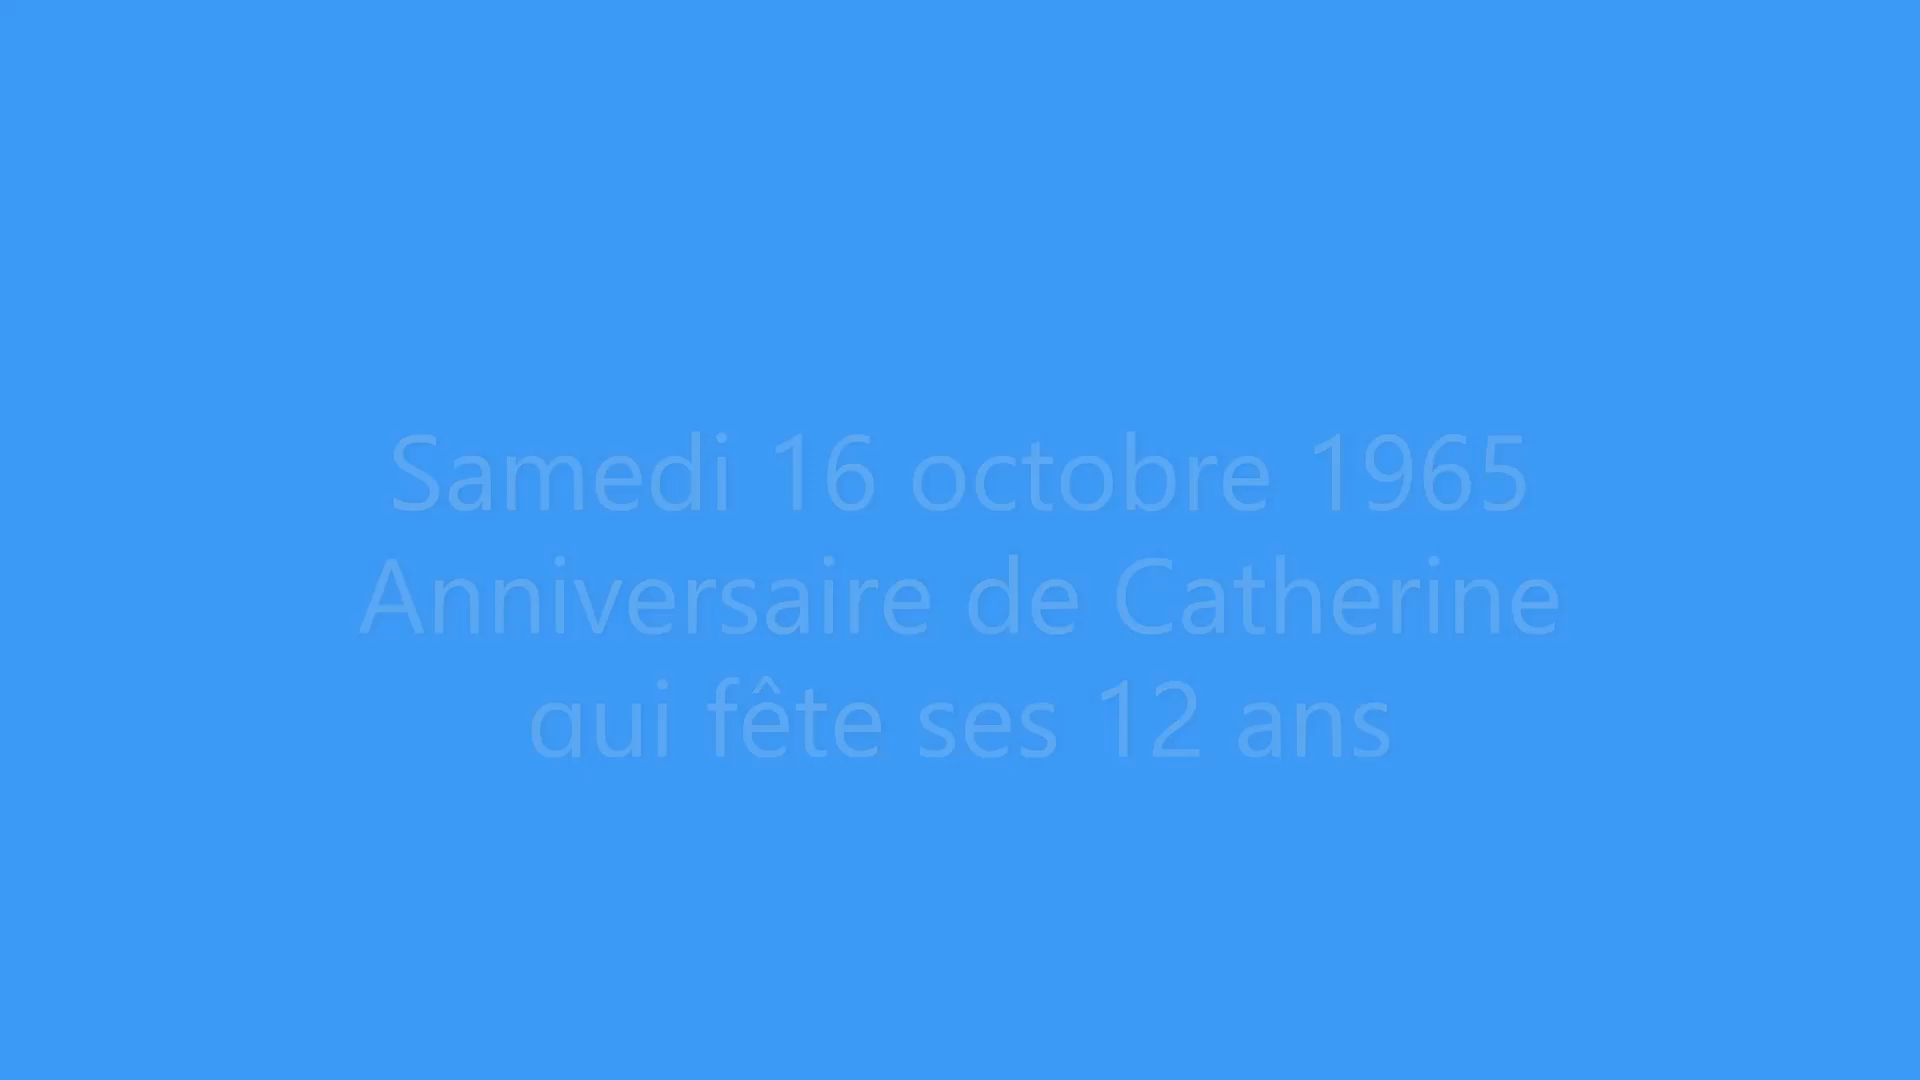 Samedi 16 octobre 1965
Anniversaire de Catherine
qui fête ses 12 ans